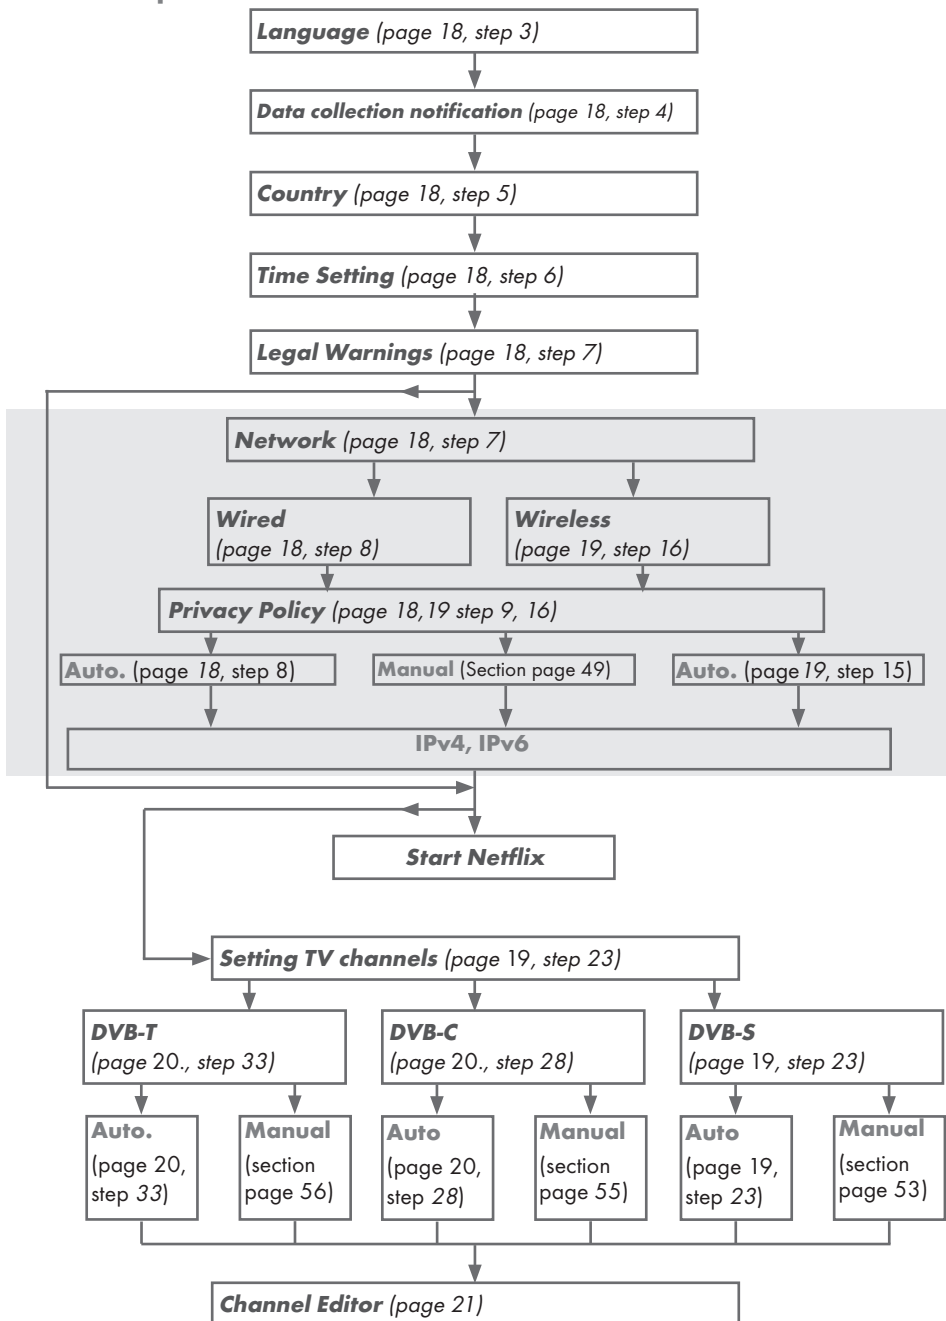 Language (page 18, step 3)
Data collection notification (page 18, step 4)
Country (page 18, step 5)
Time Setting (page 18, step 6)
Legal Warnings (page 18, step 7)
Network (page 18, step 7)
Wired
(page 18, step 8)
Wireless
(page 19, step 16)
Privacy Policy (page 18,19 step 9, 16)
Auto. (page 18, step 8)
Manual (Section page 49)
Auto. (page 19, step 15)
IPv4, IPv6
Start Netflix
Setting TV channels (page 19, step 23)
DVB-T
(page 20., step 33)
DVB-C
(page 20., step 28)
DVB-S
(page 19, step 23)
Auto.
(page 20,
step 33)
Manual
(section
page 56)
Auto
(page 20,
step 28)
Manual
(section
page 55)
Auto
(page 19,
step 23)
Manual
(section
page 53)
Channel Editor (page 21)